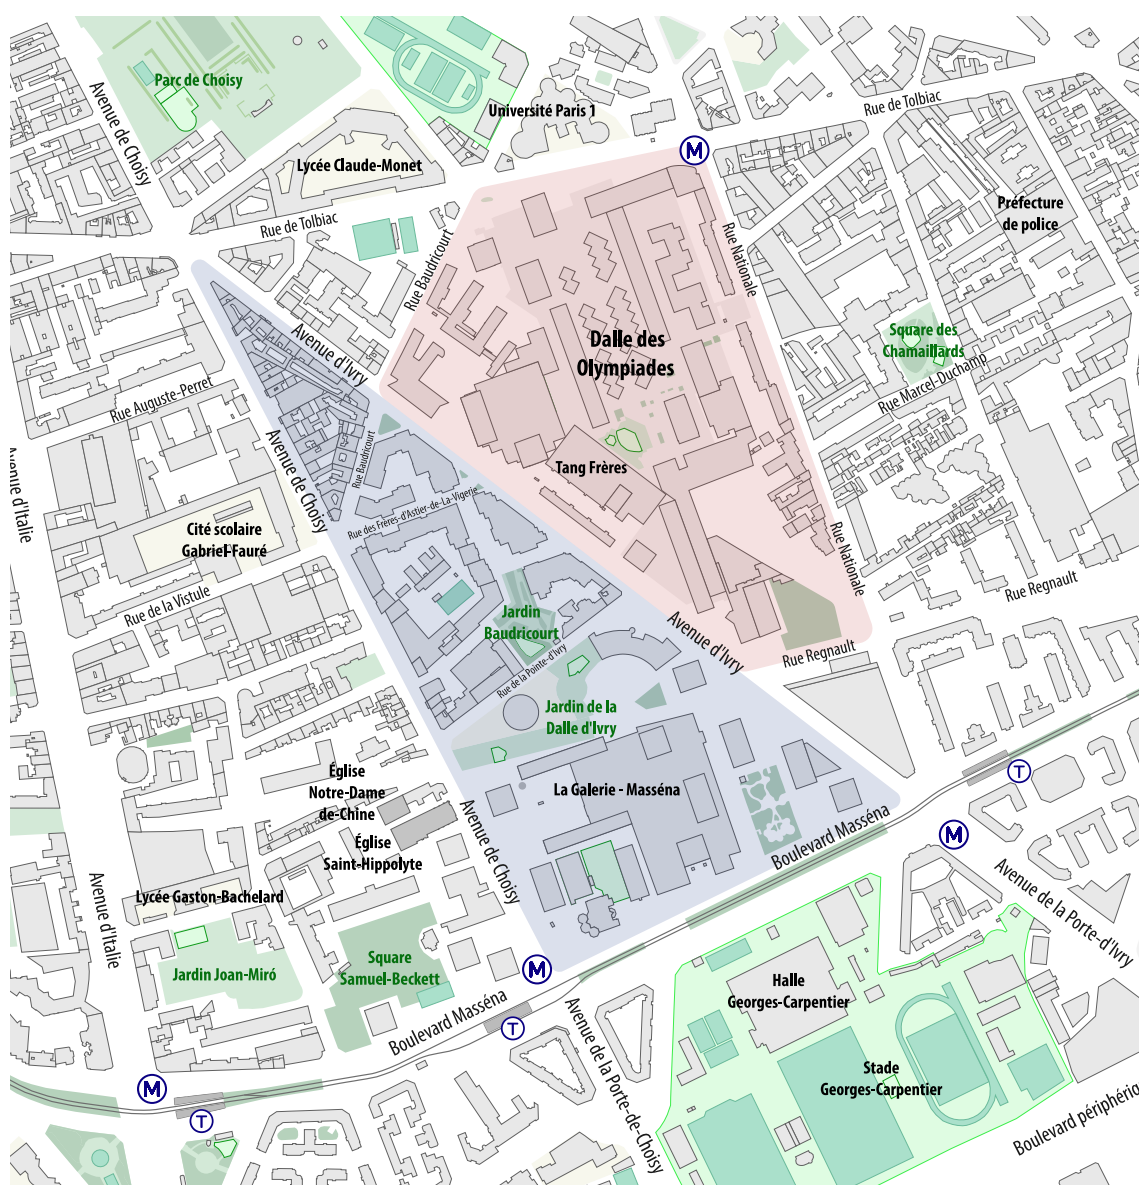 Parc de Choisy
Avenue de Choisy
Université Paris 1
Rue de Tolbiac
Lycée Claude-Monet
M
Préfecture
de police
Rue de Tolbiac
Rue Baudricourt
Rue Nationale
Avenue d'Ivry
Dalle des
Olympiades
Square des
Chamaillards
Rue Marcel-Duchamp
Rue Auguste-Perret
Rue Baudricourt
Avenue de Choisy
Tang Frères
Avenue d'Italie
Cité scolaire
Gabriel-Fauré
Rue des Frères-d'Astier-de-La-Vigerie
Rue Nationale
Rue Regnault
Rue de la Vistule
Jardin
Baudricourt
Avenue d'Ivry
Rue Regnault
Rue de la Pointe-d'Ivry
Jardin de la
Dalle d'Ivry
Église
Notre-Dame
de-Chine
La Galerie - Masséna
T
Avenue de Choisy
Boulevard Masséna
M
Église
Saint-Hippolyte
Avenue d'Italie
Lycée Gaston-Bachelard
Avenue de la Porte-d'Ivry
Jardin Joan-Miró
Square
Samuel-Beckett
M
Halle
Georges-Carpentier
Boulevard Masséna
T
Avenue de la Porte-de-Choisy
Stade
Georges-Carpentier
M
T
Boulevard périphério